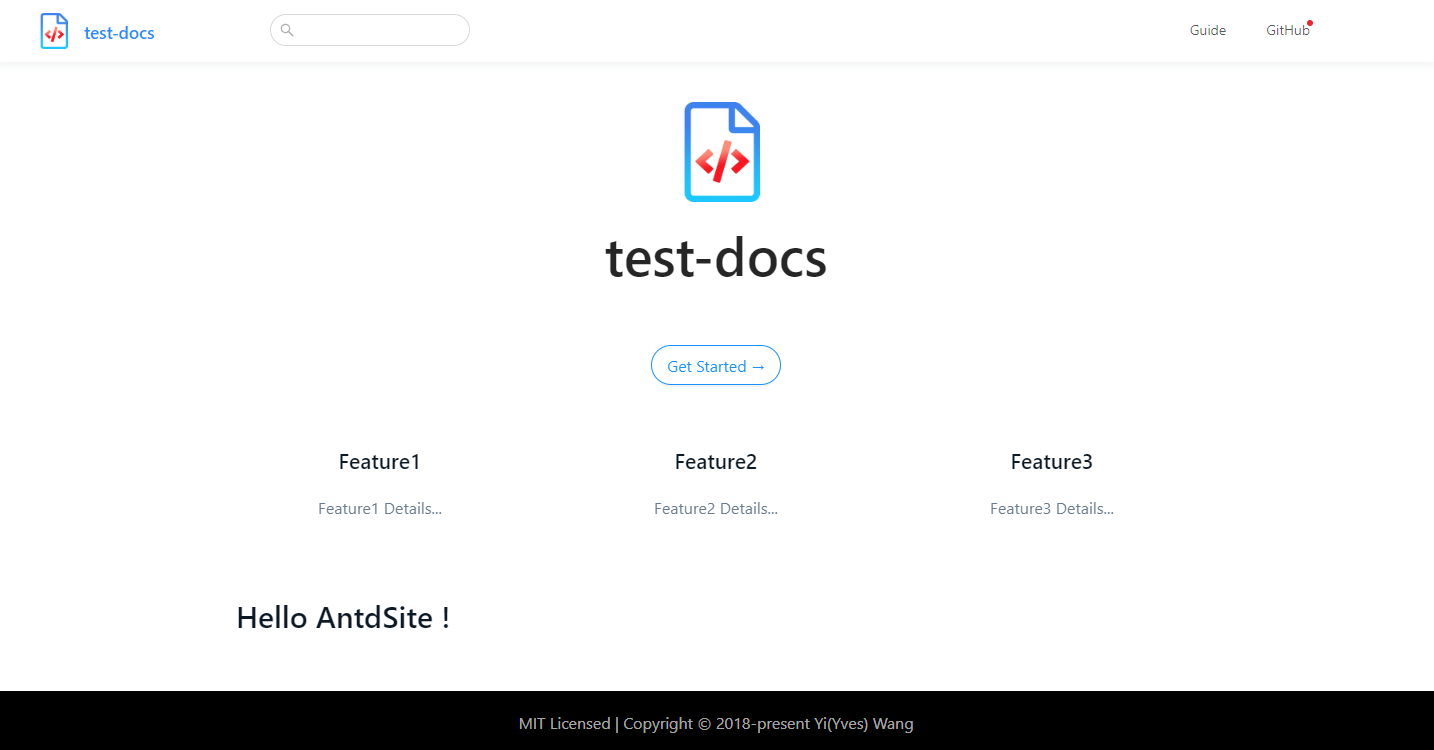 test-docs
Guide
GitHub
test-docs
Get Started →
Feature1
Feature2
Feature3
Feature1 Details...
Feature2 Details...
Feature3 Details...
Hello AntdSite !
MIT Licensed | Copyright © 2018-present Yi(Yves) Wang